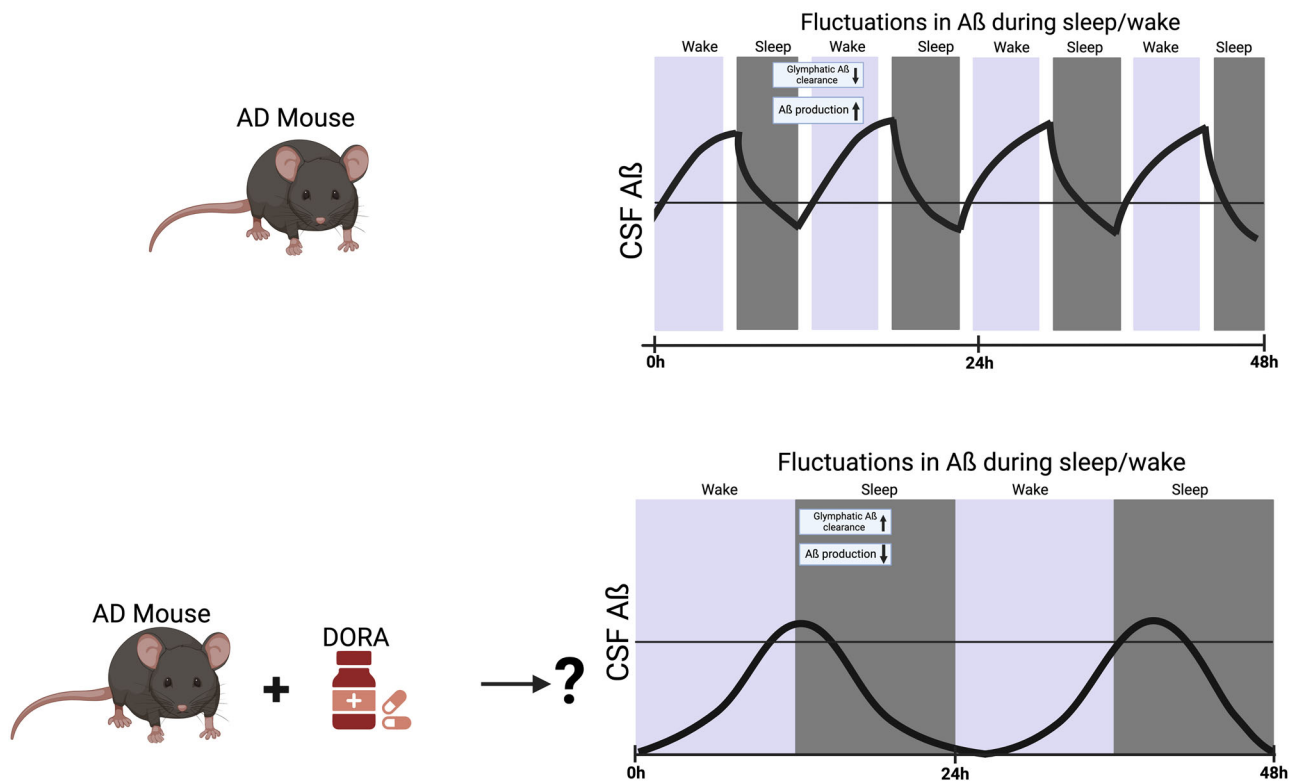 Fluctuations in Aß during sleep/wake
Wake Sleep Wake Sleep Wake Sleep Wake Sleep
Glymphatic Aß
clearance
Aß production
AD Mouse
CSF Aß
0h 24h 48h
Fluctuations in Aß during sleep/wake
Wake Sleep Wake Sleep
Glymphatic Aß
clearance
Aß production
AD Mouse
+
DORA
+
?
CSF Aß
0h 24h 48h